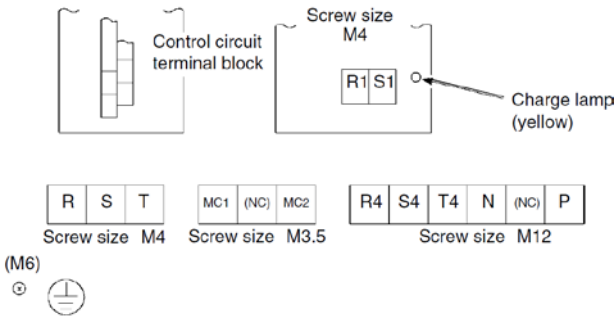 Control circuit
terminal block
Screw size
M4
R1 S1
Charge lamp
(yellow)
R S T
Screw size M4
MC1 (NC) MC2
Screw size M3.5
R4 S4 T4 N (NC) P
Screw size M12
(M6)